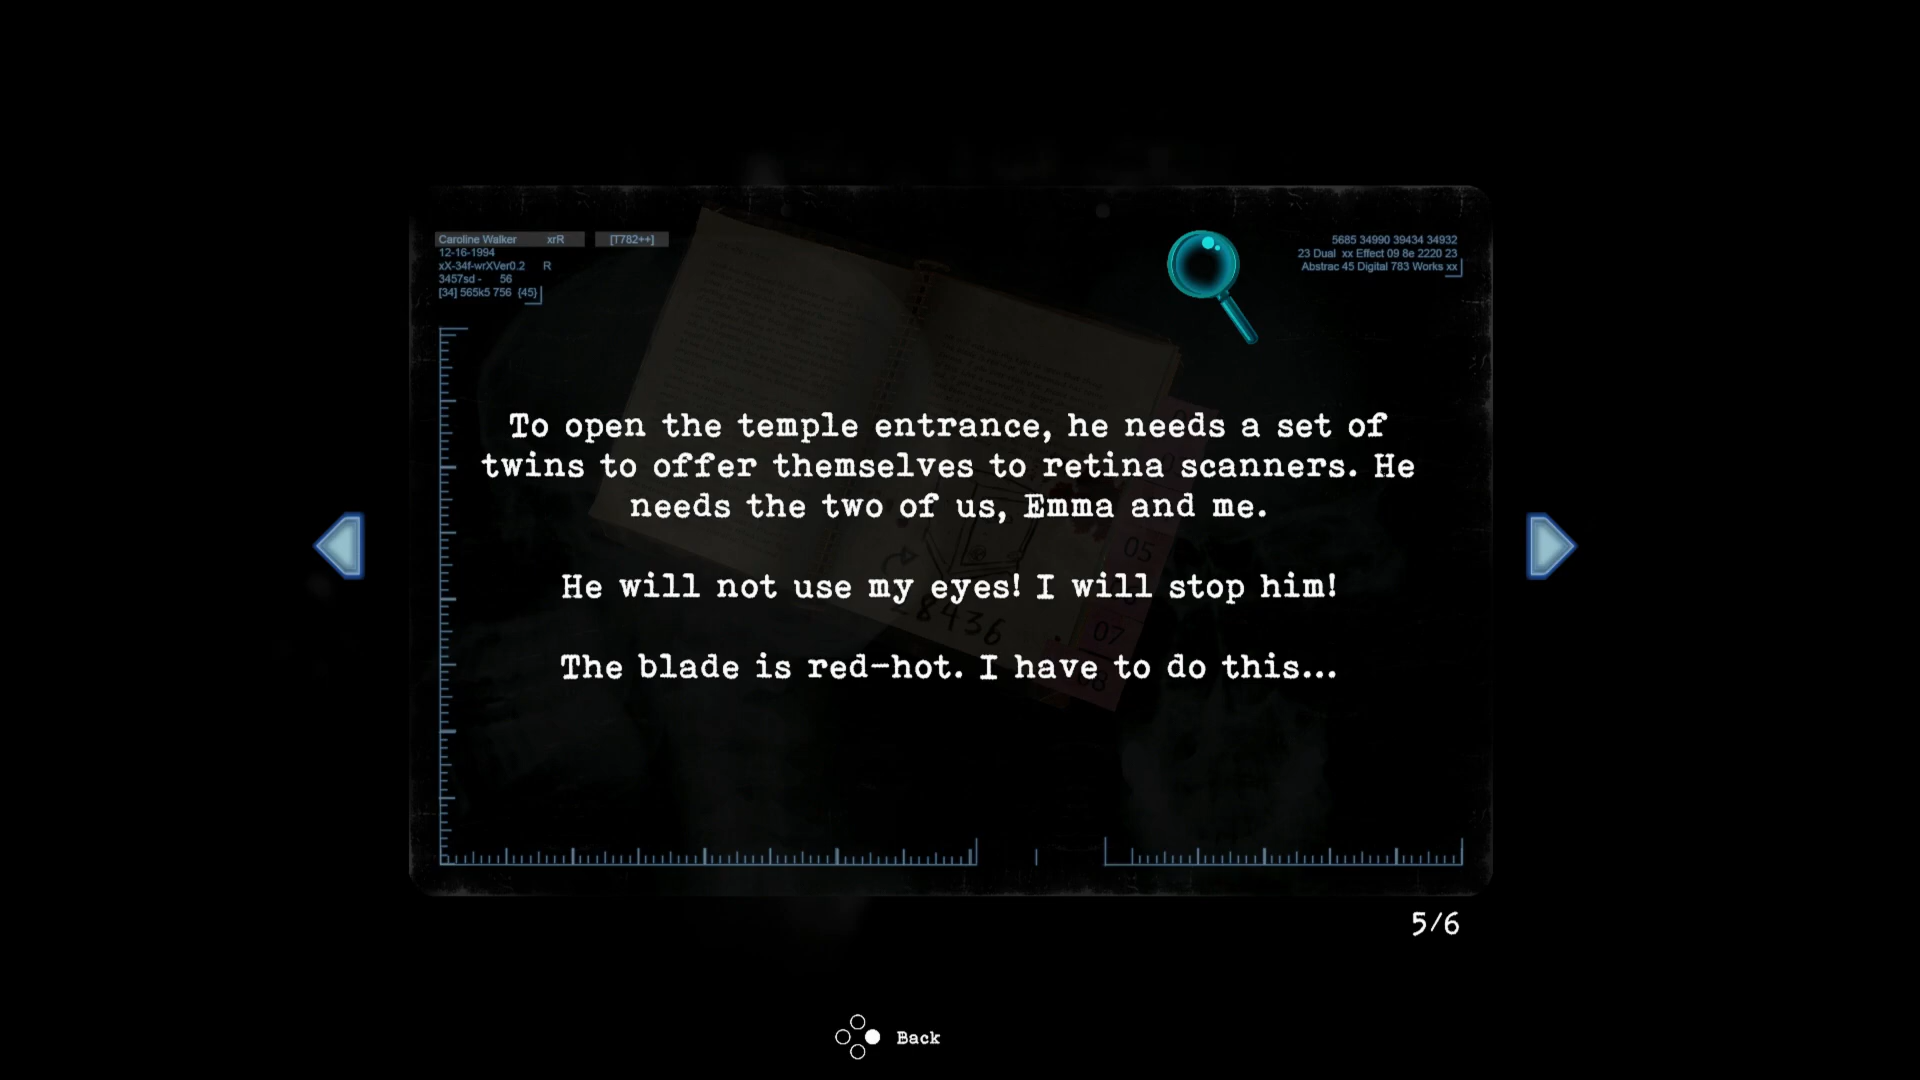 Caroline Walker xrR [T782++]
12-16-1994
xX-34f-wrXVer0.2 R
3457sd - 56
[34] 565k5 756 {45}
5685 34990 39434 34932
23 Dual xx Effect 09 8e 2220 23
Abstrac 45 Digital 783 Works xx
To open the temple entrance, he needs a set of
twins to offer themselves to retina scanners. He
needs the two of us, Emma and me.
05
He will not use my eyes! I will stop him!
8436
07
The blade is red-hot. I have to do this...
5/6
Back